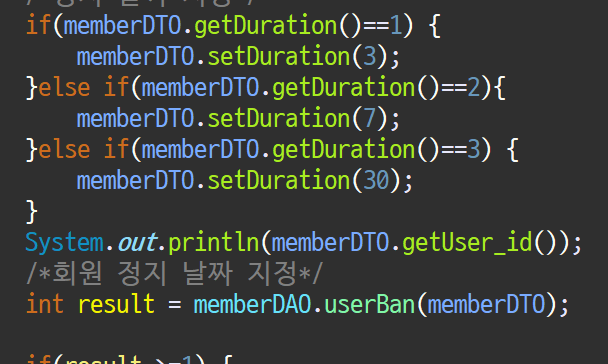 if(memberDTO.getDuration()==1) {
memberDTO.setDuration(3);
}else if(memberDTO.getDuration()==2){
memberDTO.setDuration(7);
}else if(memberDTO.getDuration()==3) {
memberDTO.setDuration(30);
}
System.out.println(memberDTO.getUser_id());
/*회원 정지 날짜 지정*/
int result = memberDAO.userBan(memberDTO);
if(result >=1) {